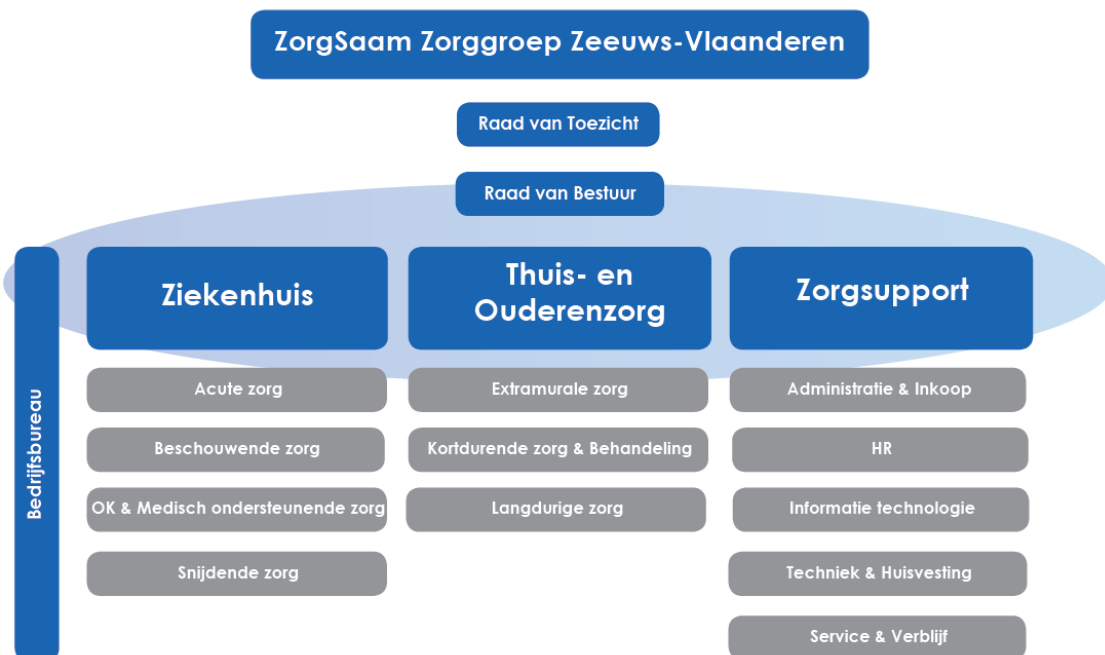 ZorgSaam Zorggroep Zeeuws-Vlaanderen
Raad van Toezicht
Raad van Bestuur
Bedrijfsbureau
Ziekenhuis
Acute zorg
Beschouwende zorg
OK & Medisch ondersteunende zorg
Snijdende zorg
Thuis- en
Ouderenzorg
Extramurale zorg
Kortdurende zorg & Behandeling
Langdurige zorg
Zorgsupport
Administratie & Inkoop
HR
Informatie technologie
Techniek & Huisvesting
Service & Verblijf